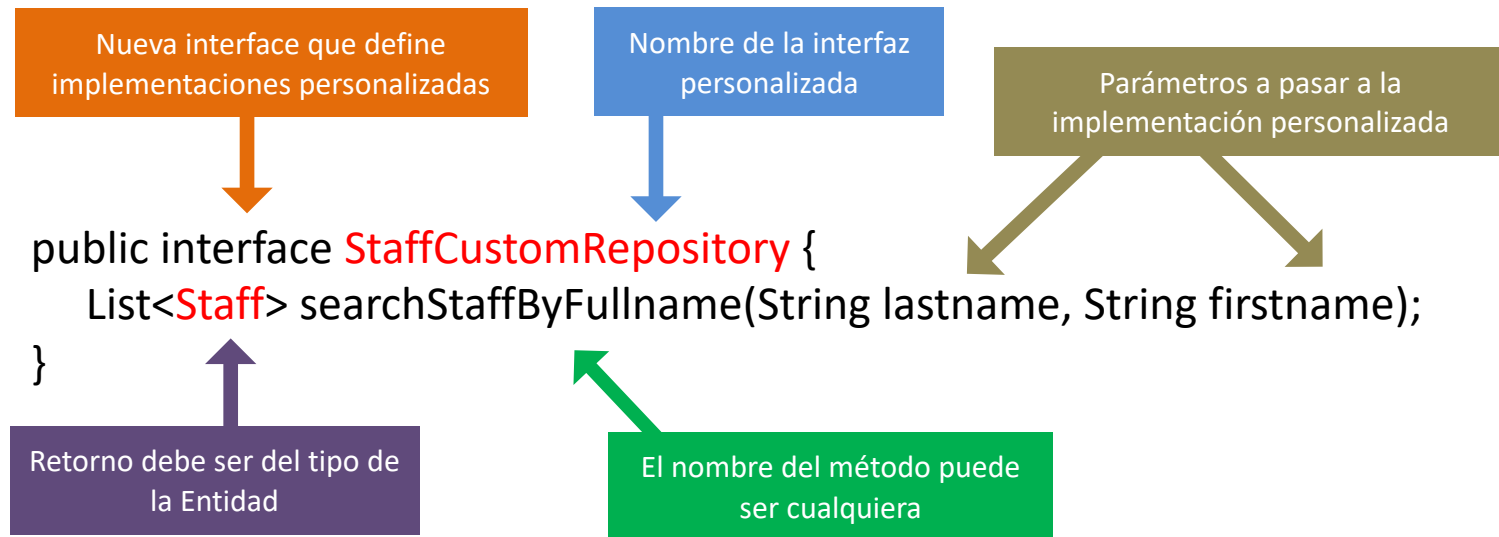 Nueva interface que define
implementaciones personalizadas
Nombre de la interfaz
personalizada
Parámetros a pasar a la
implementación personalizada
public interface StaffCustomRepository {
List<Staff> searchStaffByFullname(String lastname, String firstname);
}
Retorno debe ser del tipo de
la Entidad
El nombre del método puede
ser cualquiera